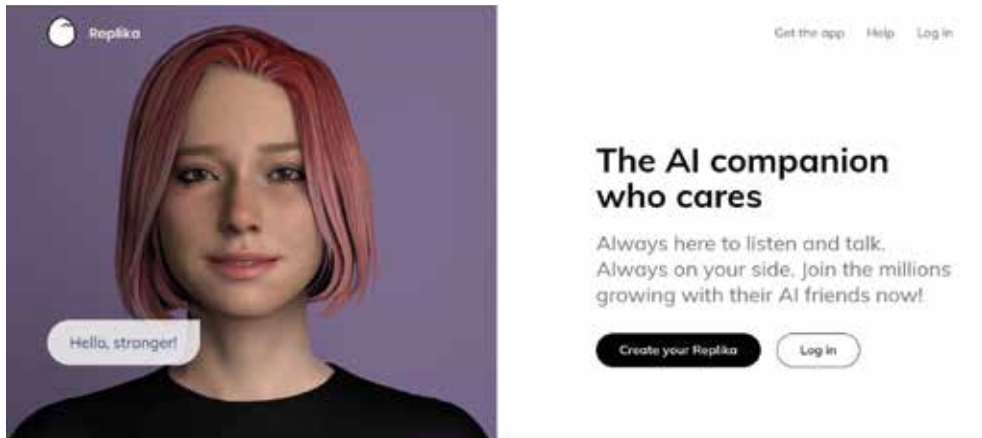 Replika
Get the app Help Log in
The AI companion
who cares
Always here to listen and talk.
Always on your side. Join the millions
growing with their AI friends now!
Hello, stranger!
Create your Replika Log in